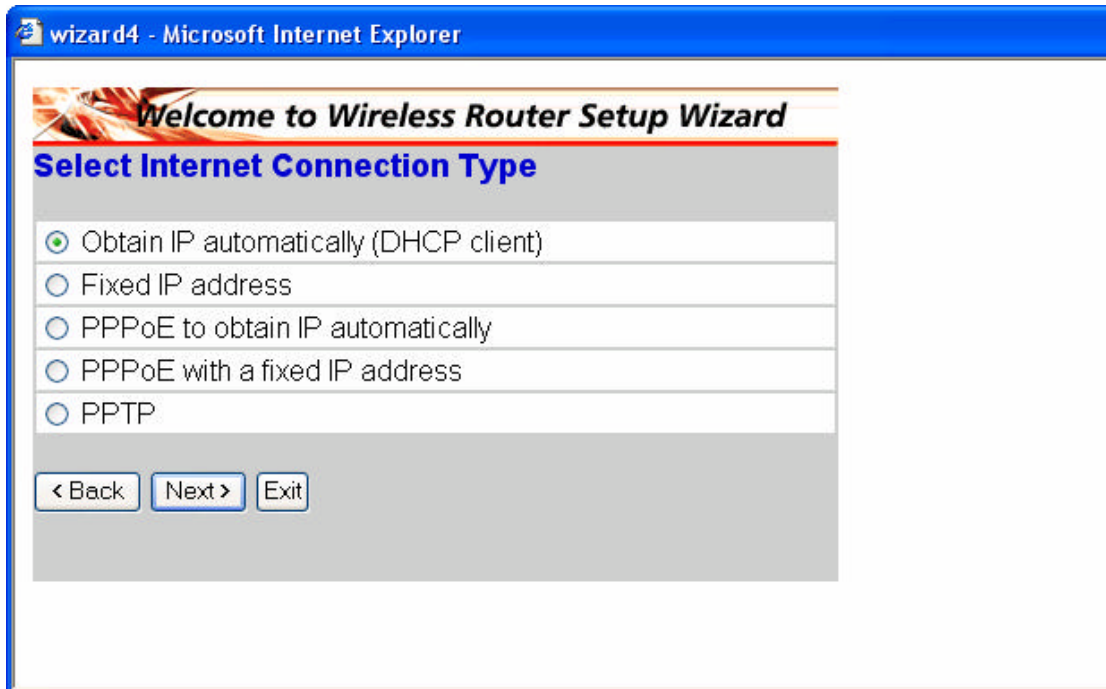 wizard4 - Microsoft Internet Explorer
Welcome to Wireless Router Setup Wizard
Select Internet Connection Type
Obtain IP automatically (DHCP client)
Fixed IP address
PPPoE to obtain IP automatically
PPPoE with a fixed IP address
PPTP
< Back Next > Exit